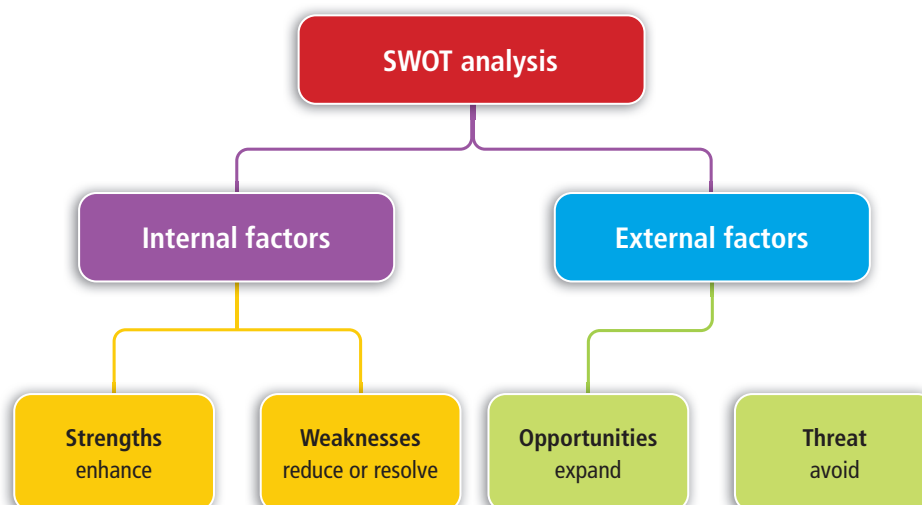 SWOT analysis
Internal factors
External factors
Strengths
enhance
Weaknesses
reduce or resolve
Opportunities
expand
Threat
avoid